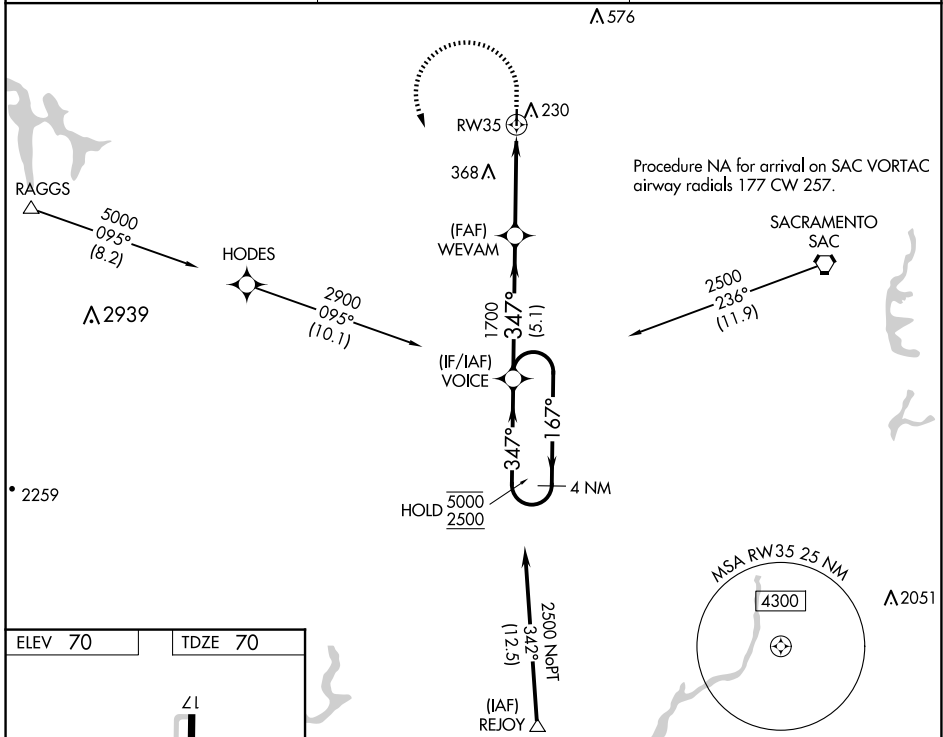 576
RW35
230
368
Procedure NA for arrival on SAC VORTAC
airway radials 177 CW 257.
RAGGS
5000
095°
(8.2)
HODES
(FAF)
WEVAM
SACRAMENTO
SAC
2939
2900
095°
(10.1)
1700
347°
(5.1)
2500
236°
(11.9)
(IF/IAF)
VOICE
347°
167°
2259
HOLD
5000
2500
4 NM
MSA RW35 25 NM
4300
2051
2500 NoPT
342°
(12.5)
ELEV 70
TDZE 70
17
(IAF)
REJOY